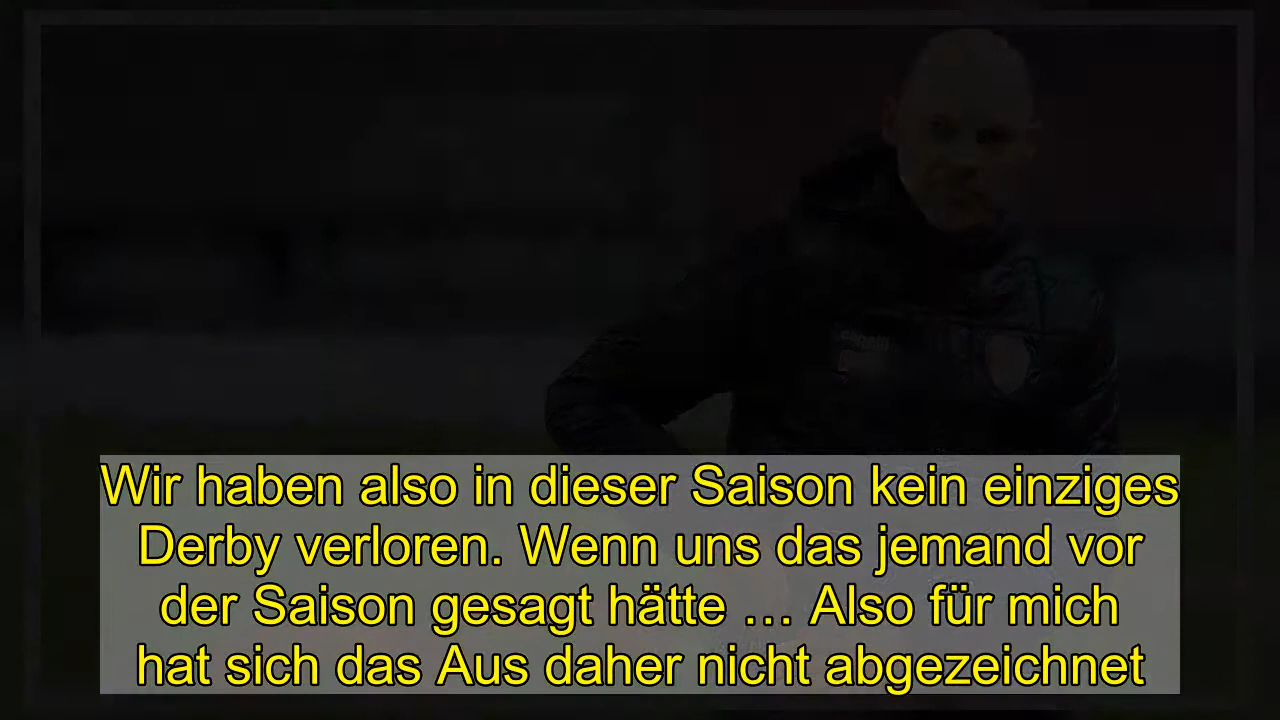 Wir haben also in dieser Saison kein einziges
Derby verloren. Wenn uns das jemand vor
der Saison gesagt hätte … Also für mich
hat sich das Aus daher nicht abgezeichnet